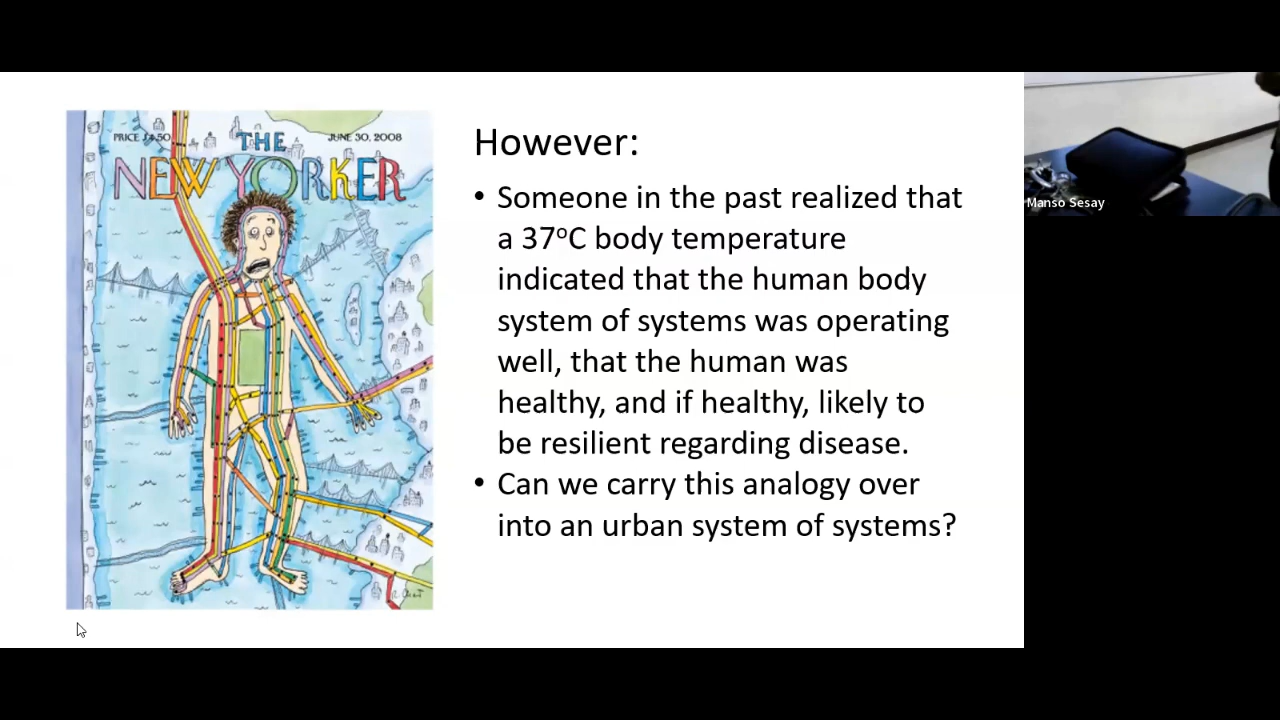 PRICE $4.50
THE
JUNE 30, 2008
NEW YORKER
However:
• Someone in the past realized that
a 37ºC body temperature
indicated that the human body
system of systems was operating
well, that the human was
healthy, and if healthy, likely to
be resilient regarding disease.
• Can we carry this analogy over
into an urban system of systems?
Manso Sesay